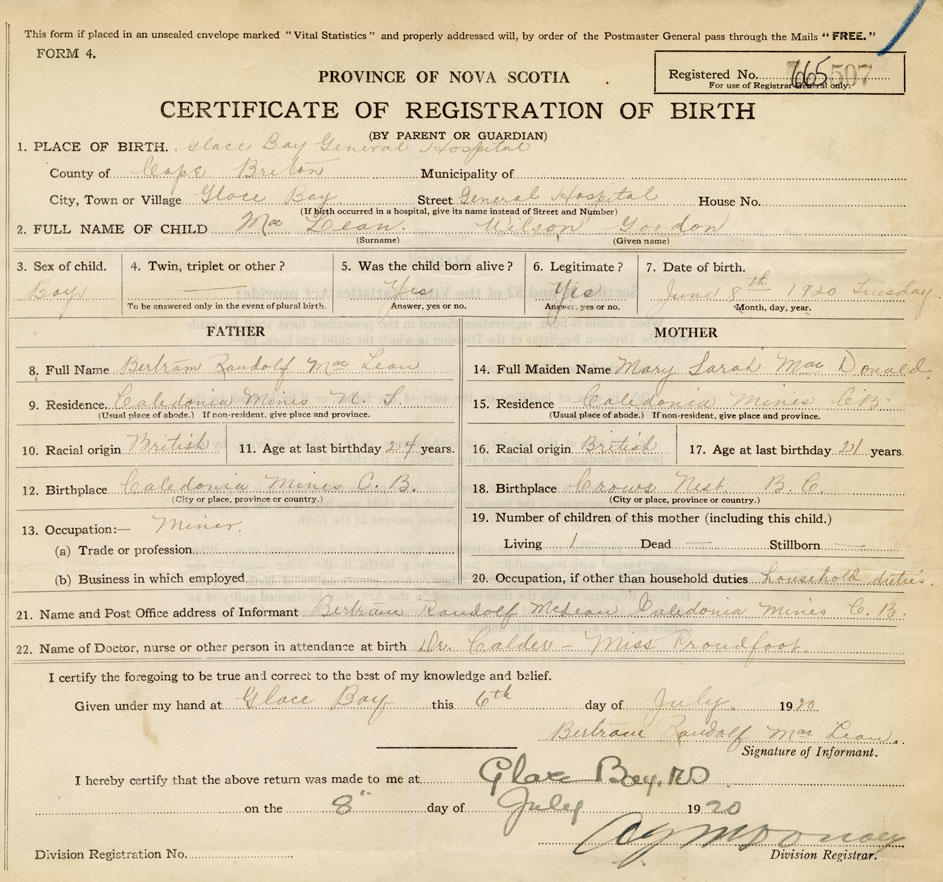 This form if placed in an unsealed envelope marked "Vital Statistics" and properly addressed will, by order of the Postmaster General pass through the Mails "FREE."
FORM 4.
PROVINCE OF NOVA SCOTIA
Registered No. 665 507
For use of Registrar General only.
CERTIFICATE OF REGISTRATION OF BIRTH
(BY PARENT OR GUARDIAN)
1. PLACE OF BIRTH. Glace Bay General Hospital
County of Cape Briton Municipality of
City, Town or Village Glace Bay Street General Hospital House No.
(If birth occurred in a hospital, give its name instead of Street and Number)
2. FULL NAME OF CHILD Mac Lean. Wilson Gordon
(Surname) (Given name)
3. Sex of child. 4. Twin, triplet or other? 5. Was the child born alive? 6. Legitimate? 7. Date of birth.
Boy Yes Yes June 8th 1920 Tuesday
To be answered only in the event of plural birth. Answer, yes or no. Answer, yes or no. Month, day, year.
FATHER MOTHER
8. Full Name Bertram Randolf Mac Lean 14. Full Maiden Name Mary Sarah Mac Donald.
9. Residence. Caledonia Mines N. S. 15. Residence Caledonia Mines C.B.
(Usual place of abode.) If non-resident, give place and province. (Usual place of abode.) If non-resident, give place and province.
10. Racial origin British 11. Age at last birthday 24 years. 16. Racial origin British 17. Age at last birthday 21 years.
12. Birthplace Caledonia Mines C. B. 18. Birthplace Crows Nest B. C.
(City or place, province or country.) (City or place, province or country.)
13. Occupation:— Miner. 19. Number of children of this mother (including this child.)
(a) Trade or profession. Living 1 Dead — Stillborn —
(b) Business in which employed 20. Occupation, if other than household duties household duties.
21. Name and Post Office address of Informant Bertram Randolf McLean Caledonia Mines C. B.
22. Name of Doctor, nurse or other person in attendance at birth Dr. Calder - Miss Proudfoot.
I certify the foregoing to be true and correct to the best of my knowledge and belief.
Given under my hand at Glace Bay this 6th day of July. 1920.
Bertram Randolf Mac Lean.
Signature of Informant.
I hereby certify that the above return was made to me at Glace Bay. RD
on the 8" day of July 1920
Division Registration No. Division Registrar.